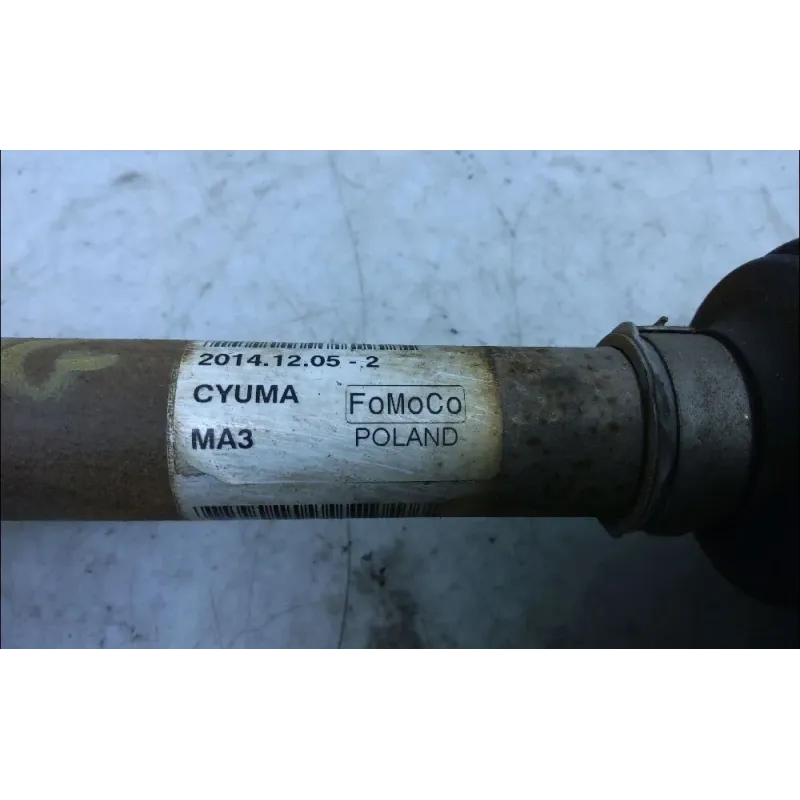 2014.12.05 - 2
CYUMA
FoMoCo
MA3
POLAND